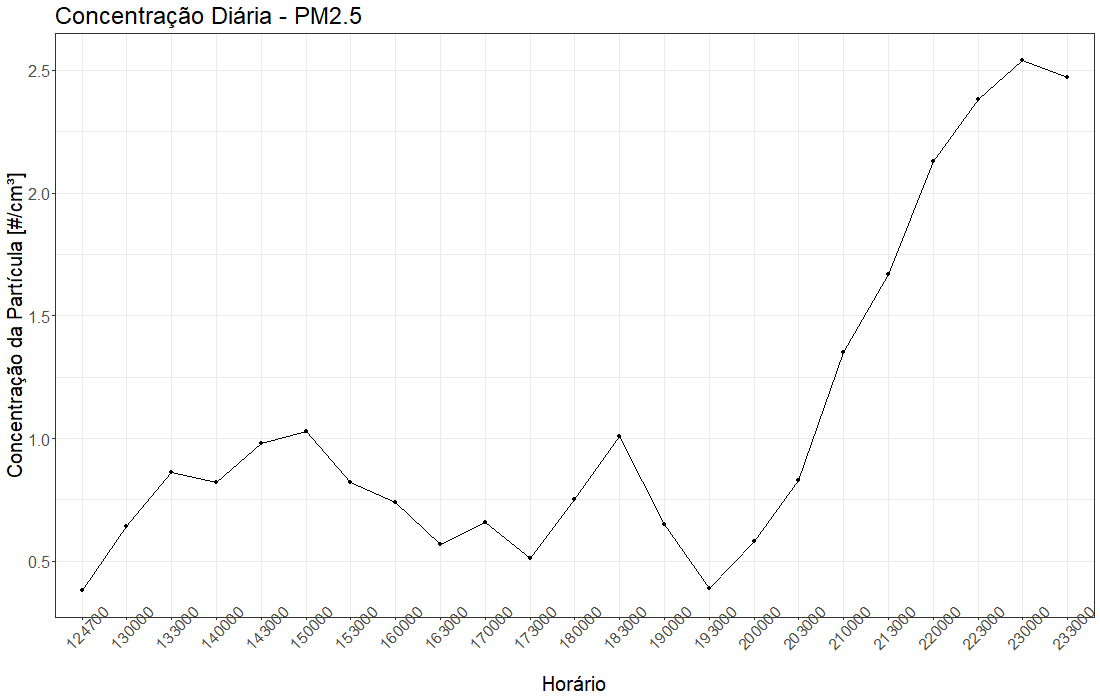 Concentração Diária - PM2.5
Concentração da Partícula [#/cm³]
2.5
2.0
1.5
1.0
0.5
124700 130000 133000 140000 143000 150000 153000 160000 163000 170000 173000 180000 183000 190000 193000 200000 203000 210000 213000 220000 223000 230000 233000
Horário